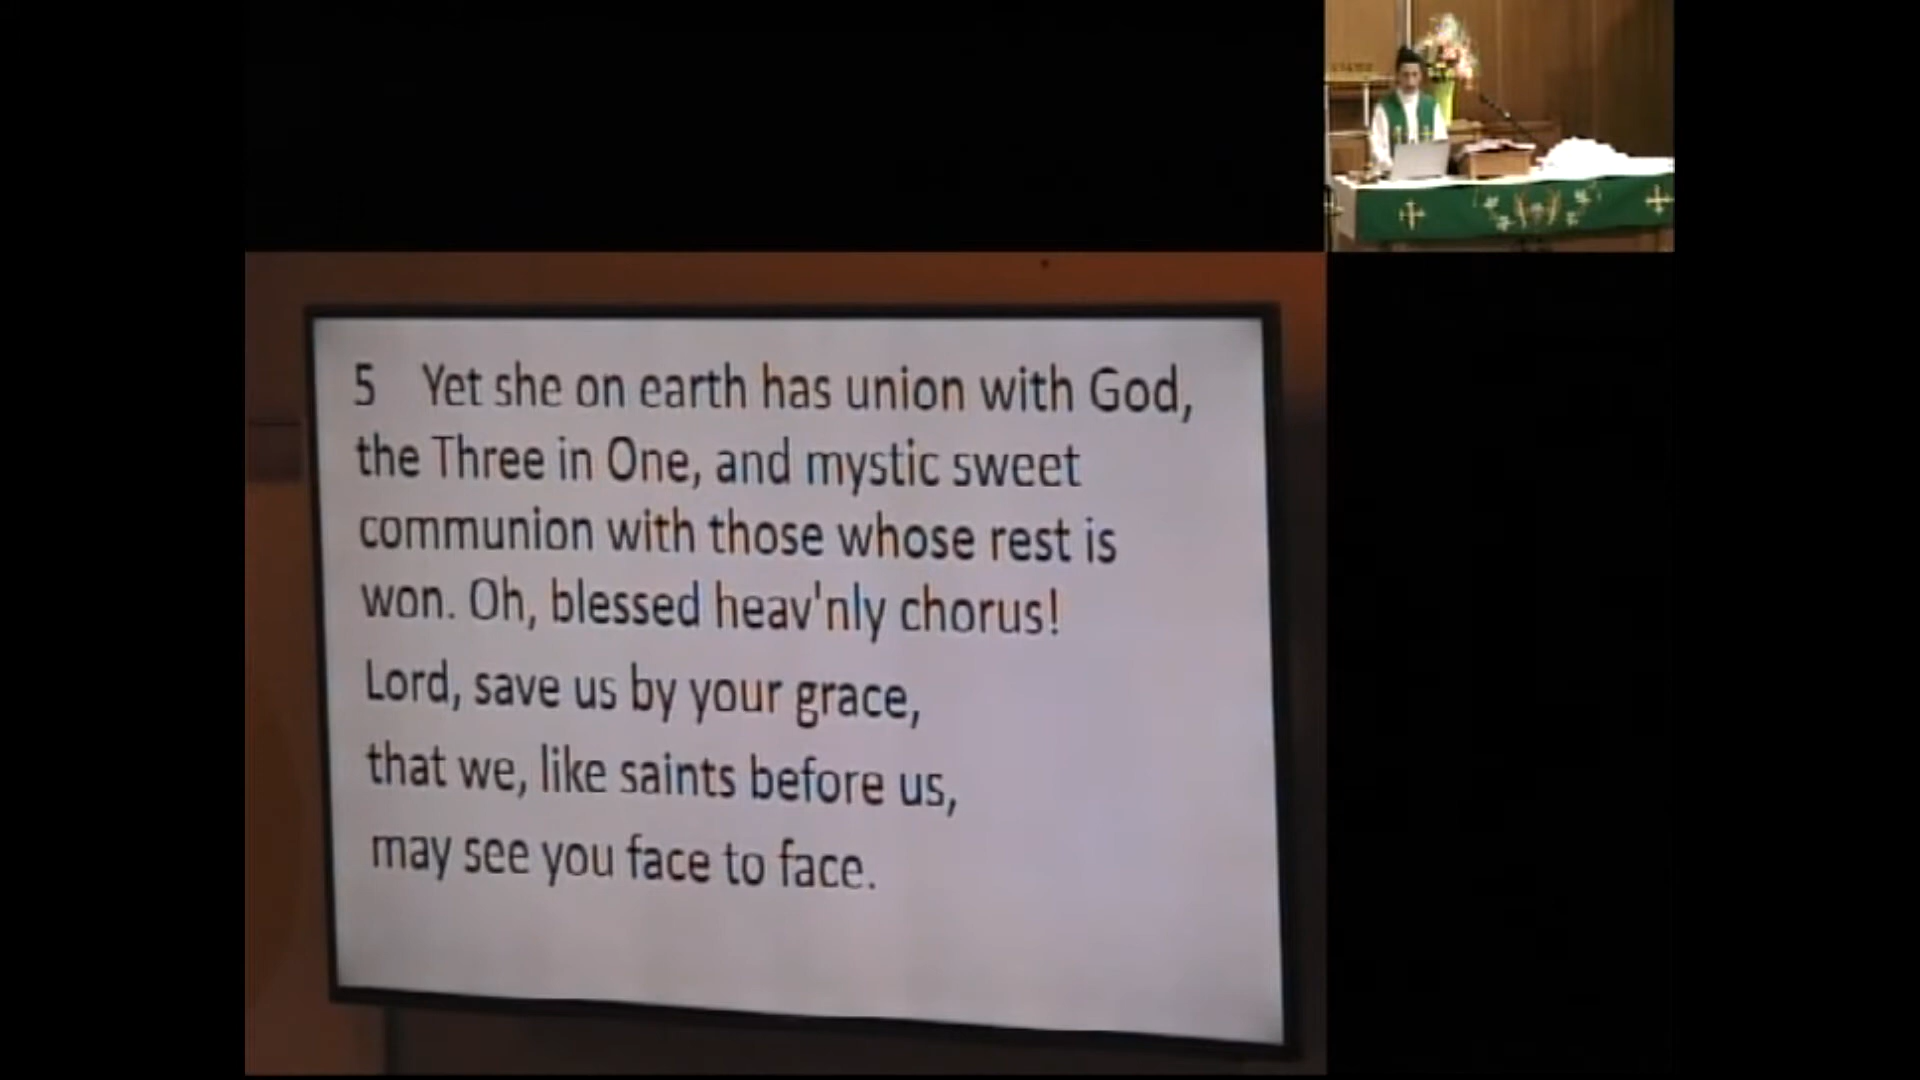 5 Yet she on earth has union with God,
the Three in One, and mystic sweet
communion with those whose rest is
won. Oh, blessed heav'nly chorus!
Lord, save us by your grace,
that we, like saints before us,
may see you face to face.